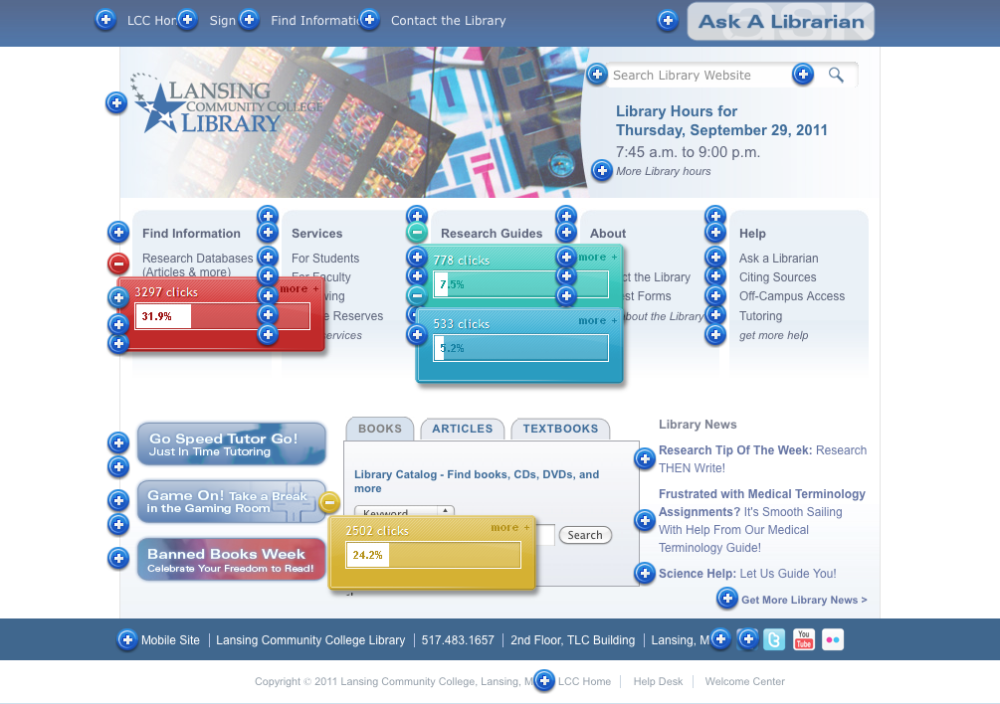 LCC Hom
Sign
Find Informatio
Contact the Library
Ask A Librarian
ask
Search Library Website
LANSING
COMMUNITY COLLEGE
LIBRARY
Library Hours for
Thursday, September 29, 2011
7:45 a.m. to 9:00 p.m.
More Library hours
Find Information
Services
Research Guides
About
Help
Research Databases
(Articles & more)
For Students
For Faculty
Ask a Librarian
Citing Sources
Off-Campus Access
Tutoring
get more help
ct the Library
st Forms
bout the Library
Reserves
services
3297 clicks
more +
31.9%
778 clicks
more +
7.5%
533 clicks
more +
5.2%
Go Speed Tutor Go!
Just In Time Tutoring
Game On! Take a Break
in the Gaming Room
Banned Books Week
Celebrate Your Freedom to Read!
BOOKS
ARTICLES
TEXTBOOKS
Library Catalog - Find books, CDs, DVDs, and
more
Keyword
Search
2502 clicks
more +
24.2%
Library News
Research Tip Of The Week: Research
THEN Write!
Frustrated with Medical Terminology
Assignments? It's Smooth Sailing
With Help From Our Medical
Terminology Guide!
Science Help: Let Us Guide You!
Get More Library News >
Mobile Site
Lansing Community College Library
517.483.1657
2nd Floor, TLC Building
Lansing, M
You
Tube
Copyright © 2011 Lansing Community College, Lansing, M
LCC Home
Help Desk
Welcome Center